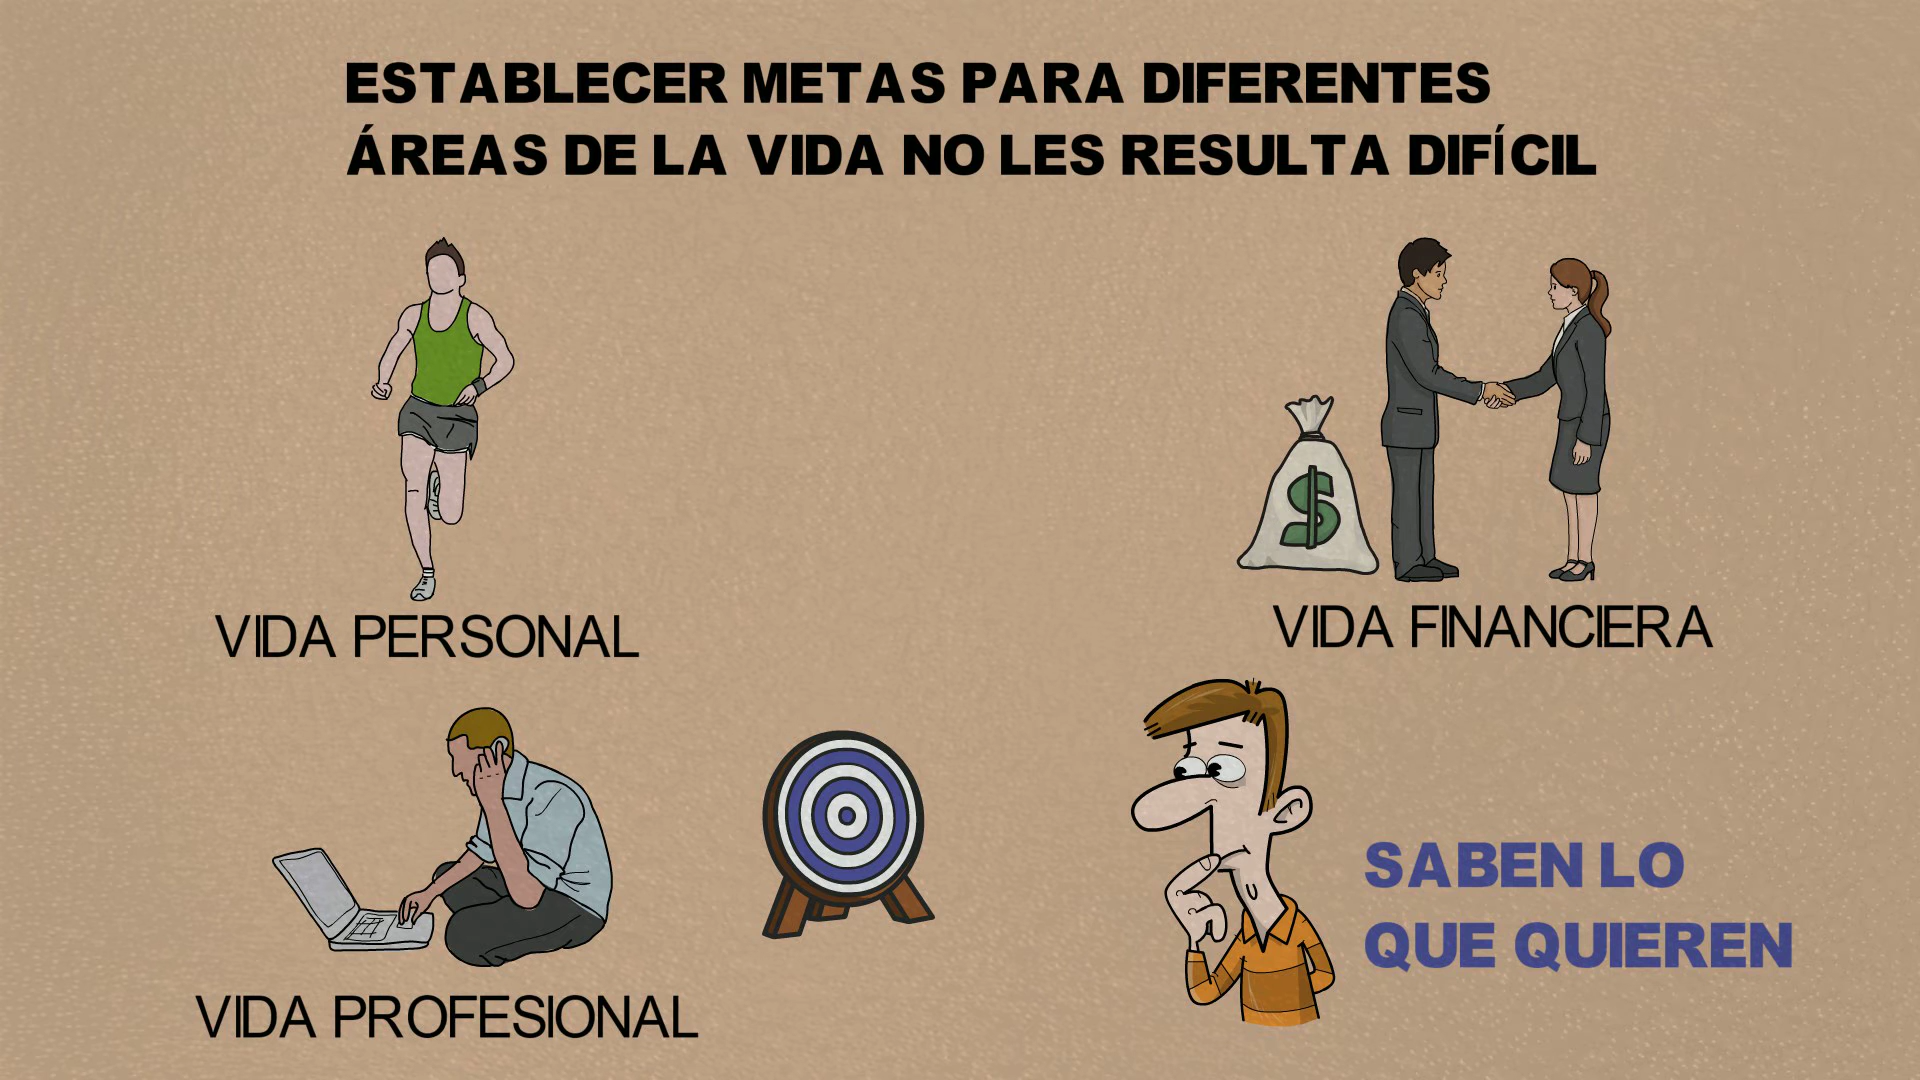 ESTABLECER METAS PARA DIFERENTES
ÁREAS DE LA VIDA NO LES RESULTA DIFÍCIL
VIDA PERSONAL
VIDA FINANCIERA
$
SABEN LO
QUE QUIEREN
VIDA PROFESIONAL